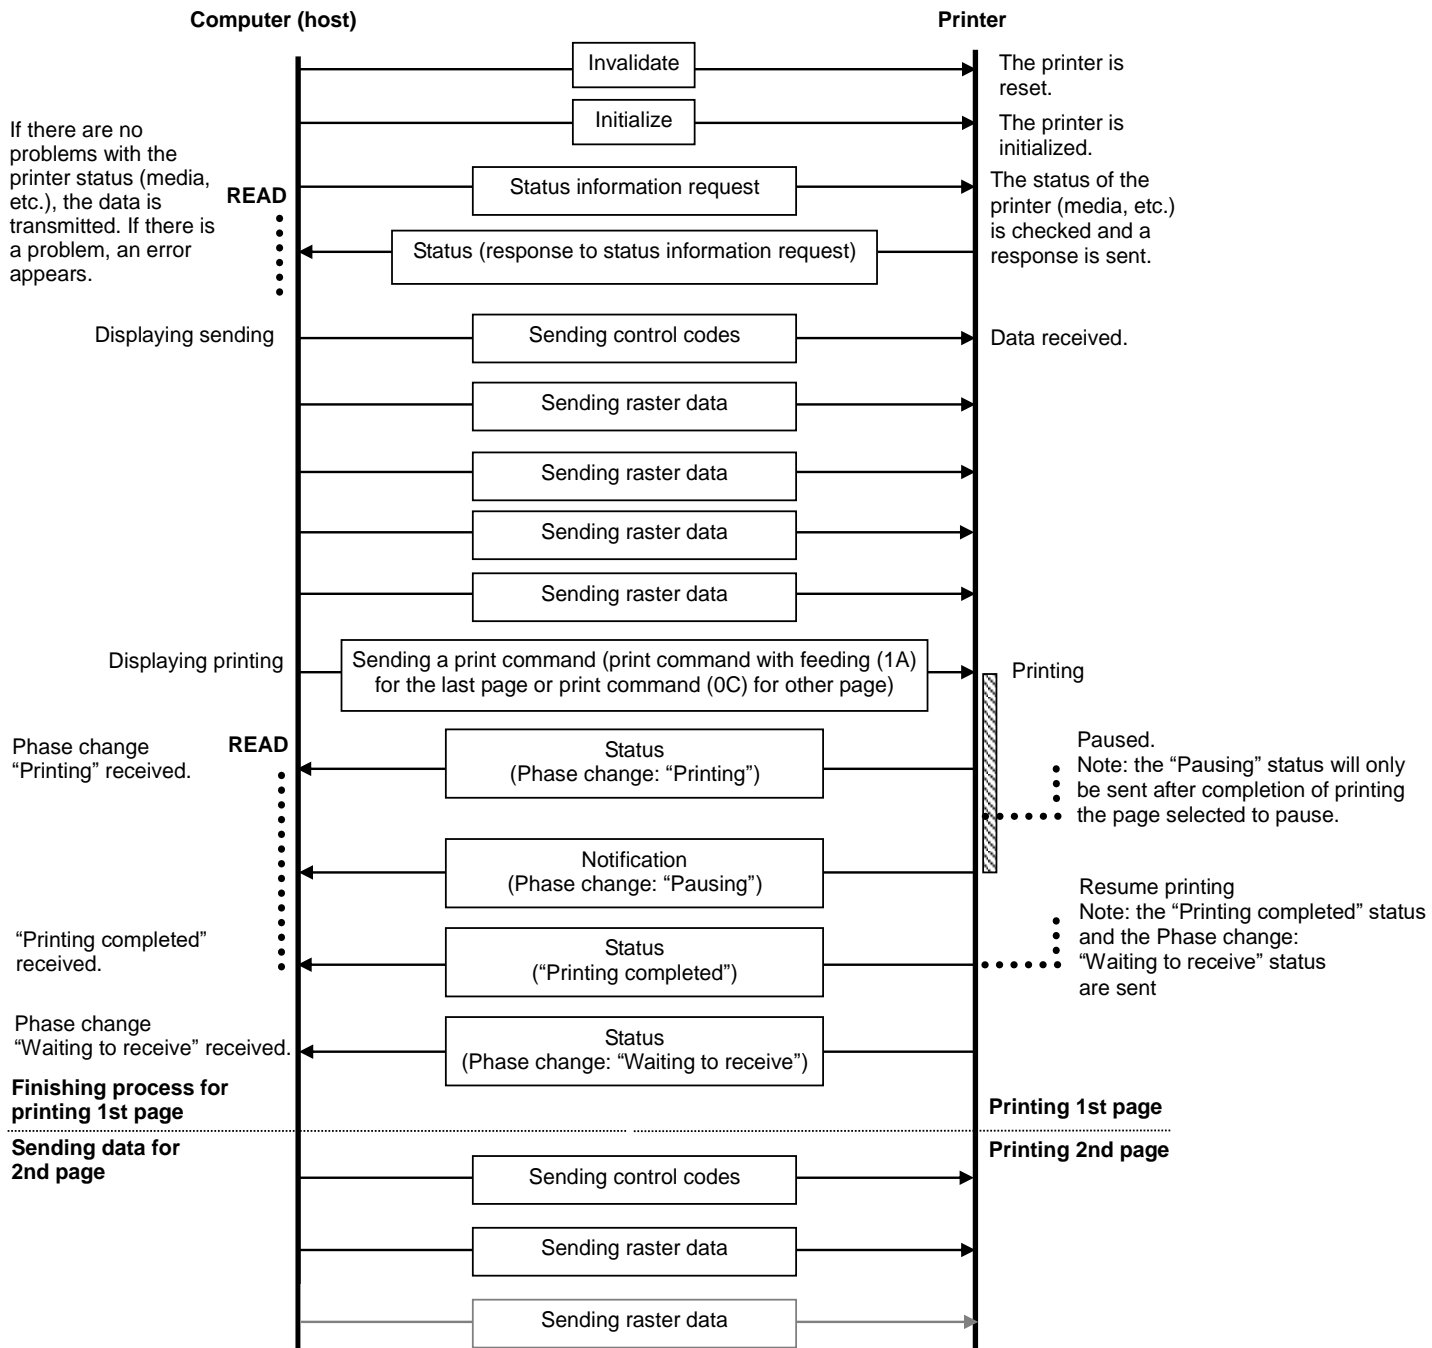 Computer (host)
Printer
Invalidate
The printer is
reset.
Initialize
The printer is
initialized.
If there are no
problems with the
printer status (media,
etc.), the data is
transmitted. If there is
a problem, an error
appears.
READ
Status information request
The status of the
printer (media, etc.)
is checked and a
response is sent.
Status (response to status information request)
Displaying sending
Sending control codes
Data received.
Sending raster data
Sending raster data
Sending raster data
Sending raster data
Displaying printing
Sending a print command (print command with feeding (1A)
for the last page or print command (0C) for other page)
Printing
Phase change
“Printing” received.
READ
Status
(Phase change: “Printing”)
Paused.
Note: the “Pausing” status will only
be sent after completion of printing
the page selected to pause.
Notification
(Phase change: “Pausing”)
Resume printing
Note: the “Printing completed” status
and the Phase change:
“Waiting to receive” status
are sent
“Printing completed”
received.
Status
(“Printing completed”)
Phase change
“Waiting to receive” received.
Status
(Phase change: “Waiting to receive”)
Finishing process for
printing 1st page
Printing 1st page
Sending data for
2nd page
Printing 2nd page
Sending control codes
Sending raster data
Sending raster data